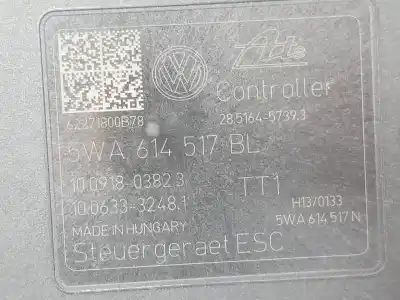 VW Ate
Controller
62271800B78
28.5164-5739.3
5WA 614 517 BL
10.0918-0382.3
TT1
10.0633-3248.1
H13/0133
MADE IN HUNGARY
5WA 614 517 N
Steuergeraet ESC